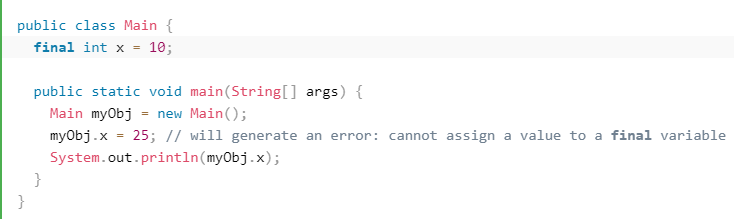 public class Main {
  final int x = 10;

  public static void main(String[] args) {
    Main myObj = new Main();
    myObj.x = 25; // will generate an error: cannot assign a value to a final variable
    System.out.println(myObj.x);
  }
}